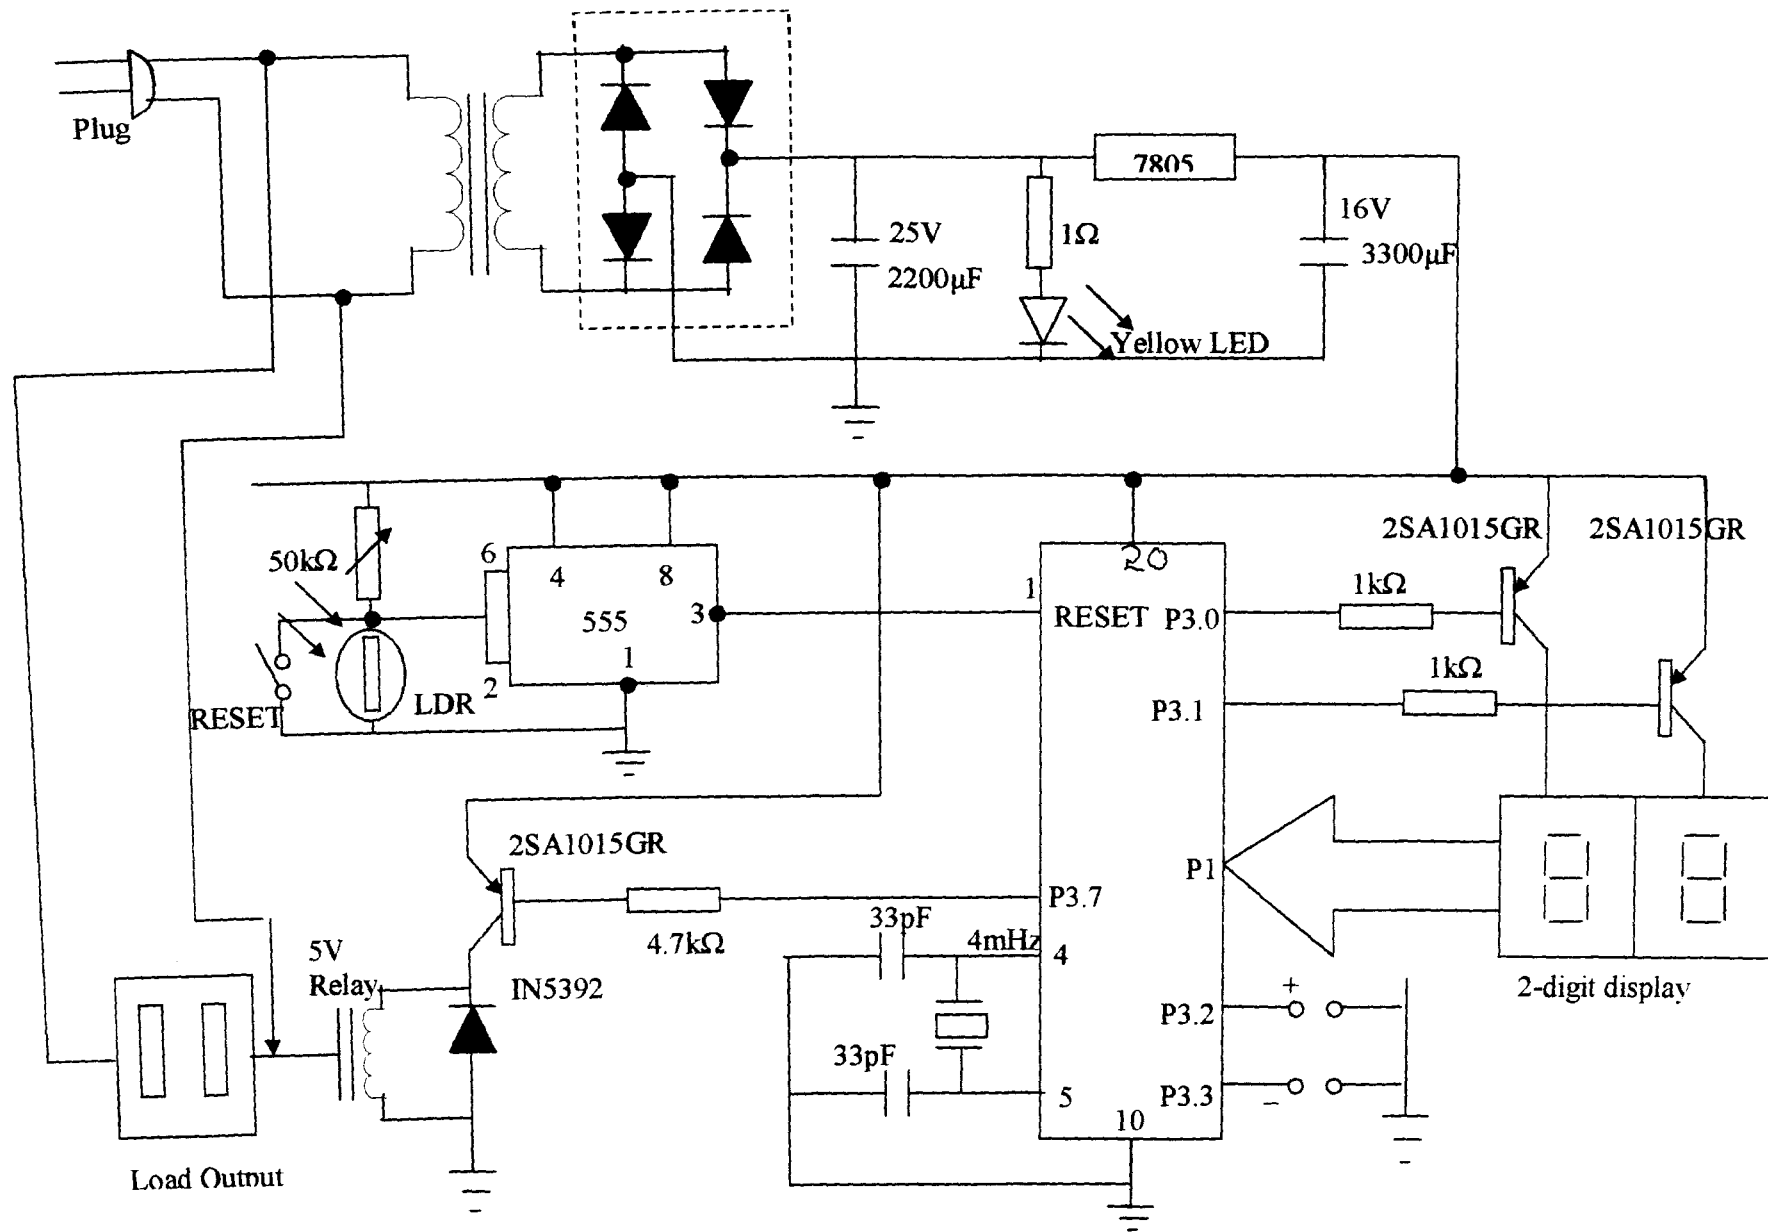 Plug
7805
16V
25V
1Ω
3300µF
2200µF
Yellow LED
2SA1015GR 2SA1015GR
50kΩ
6
4 8
20
1kΩ
1
3
RESET P3.0
555
1
1kΩ
2
LDR
RESET
P3.1
2SA1015GR
P1
P3.7
33pF
4.7kΩ
4mHz
4
5V
Relay
IN5392
2-digit display
+
P3.2
33pF
5
P3.3
–
10
Load Output